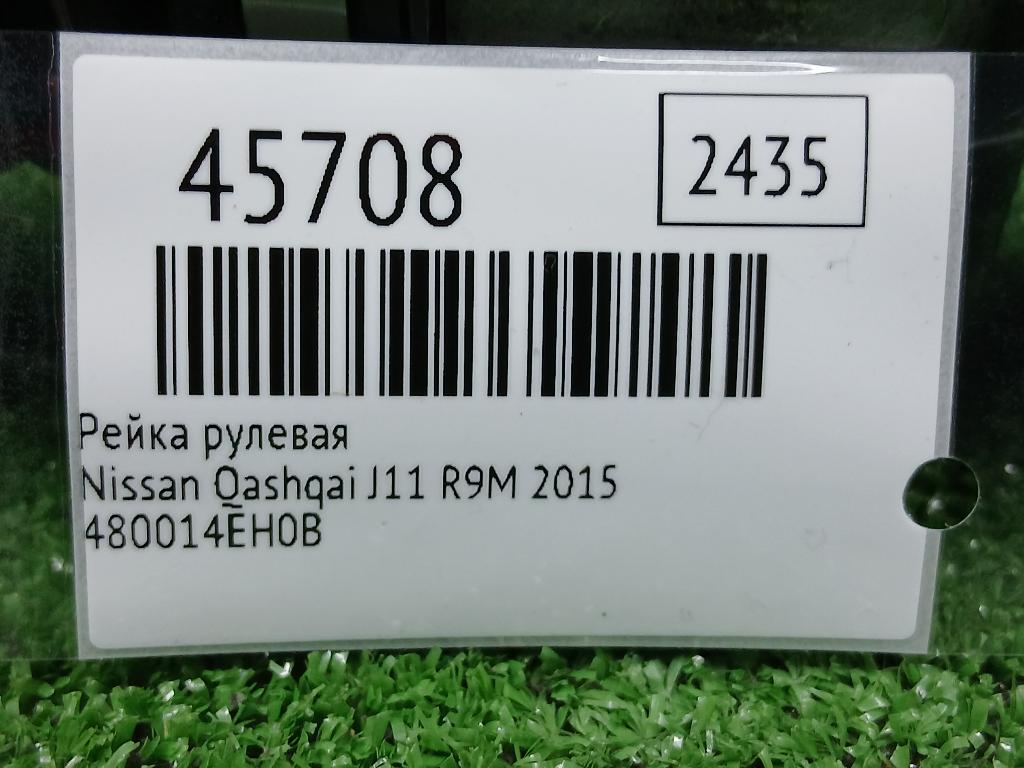 45708
2435
Рейка рулевая
Nissan Qashqai J11 R9M 2015
480014EH0B